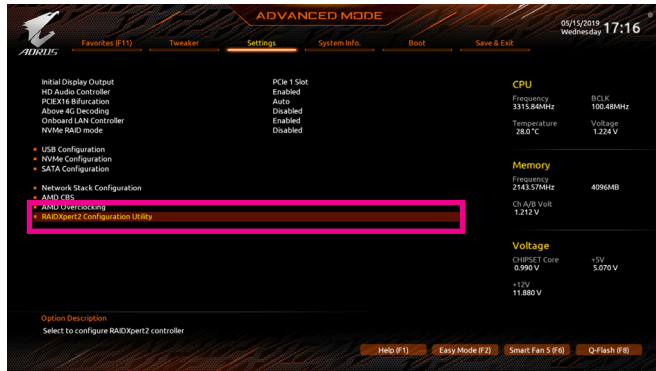 ADVANCED MODE
05/15/2019 Wednesday 17:16
AORUS
Favorites (F11) Tweaker Settings System Info. Boot Save & Exit
Initial Display Output PCIe 1 Slot
HD Audio Controller Enabled
PCIEX16 Bifurcation Auto
Above 4G Decoding Disabled
Onboard LAN Controller Enabled
NVMe RAID mode Disabled
USB Configuration
NVMe Configuration
SATA Configuration
Network Stack Configuration
AMD CBS
AMD Overclocking
RAIDXpert2 Configuration Utility
CPU
Frequency BCLK
3315.84MHz 100.48MHz
Temperature Voltage
28.0 °C 1.224 V
Memory
Frequency
2143.57MHz 4096MB
Ch A/B Volt
1.212 V
Voltage
CHIPSET Core +5V
0.990 V 5.070 V
+12V
11.880 V
Option Description
Select to configure RAIDXpert2 controller
Help (F1) Easy Mode (F2) Smart Fan 5 (F6) Q-Flash (F8)